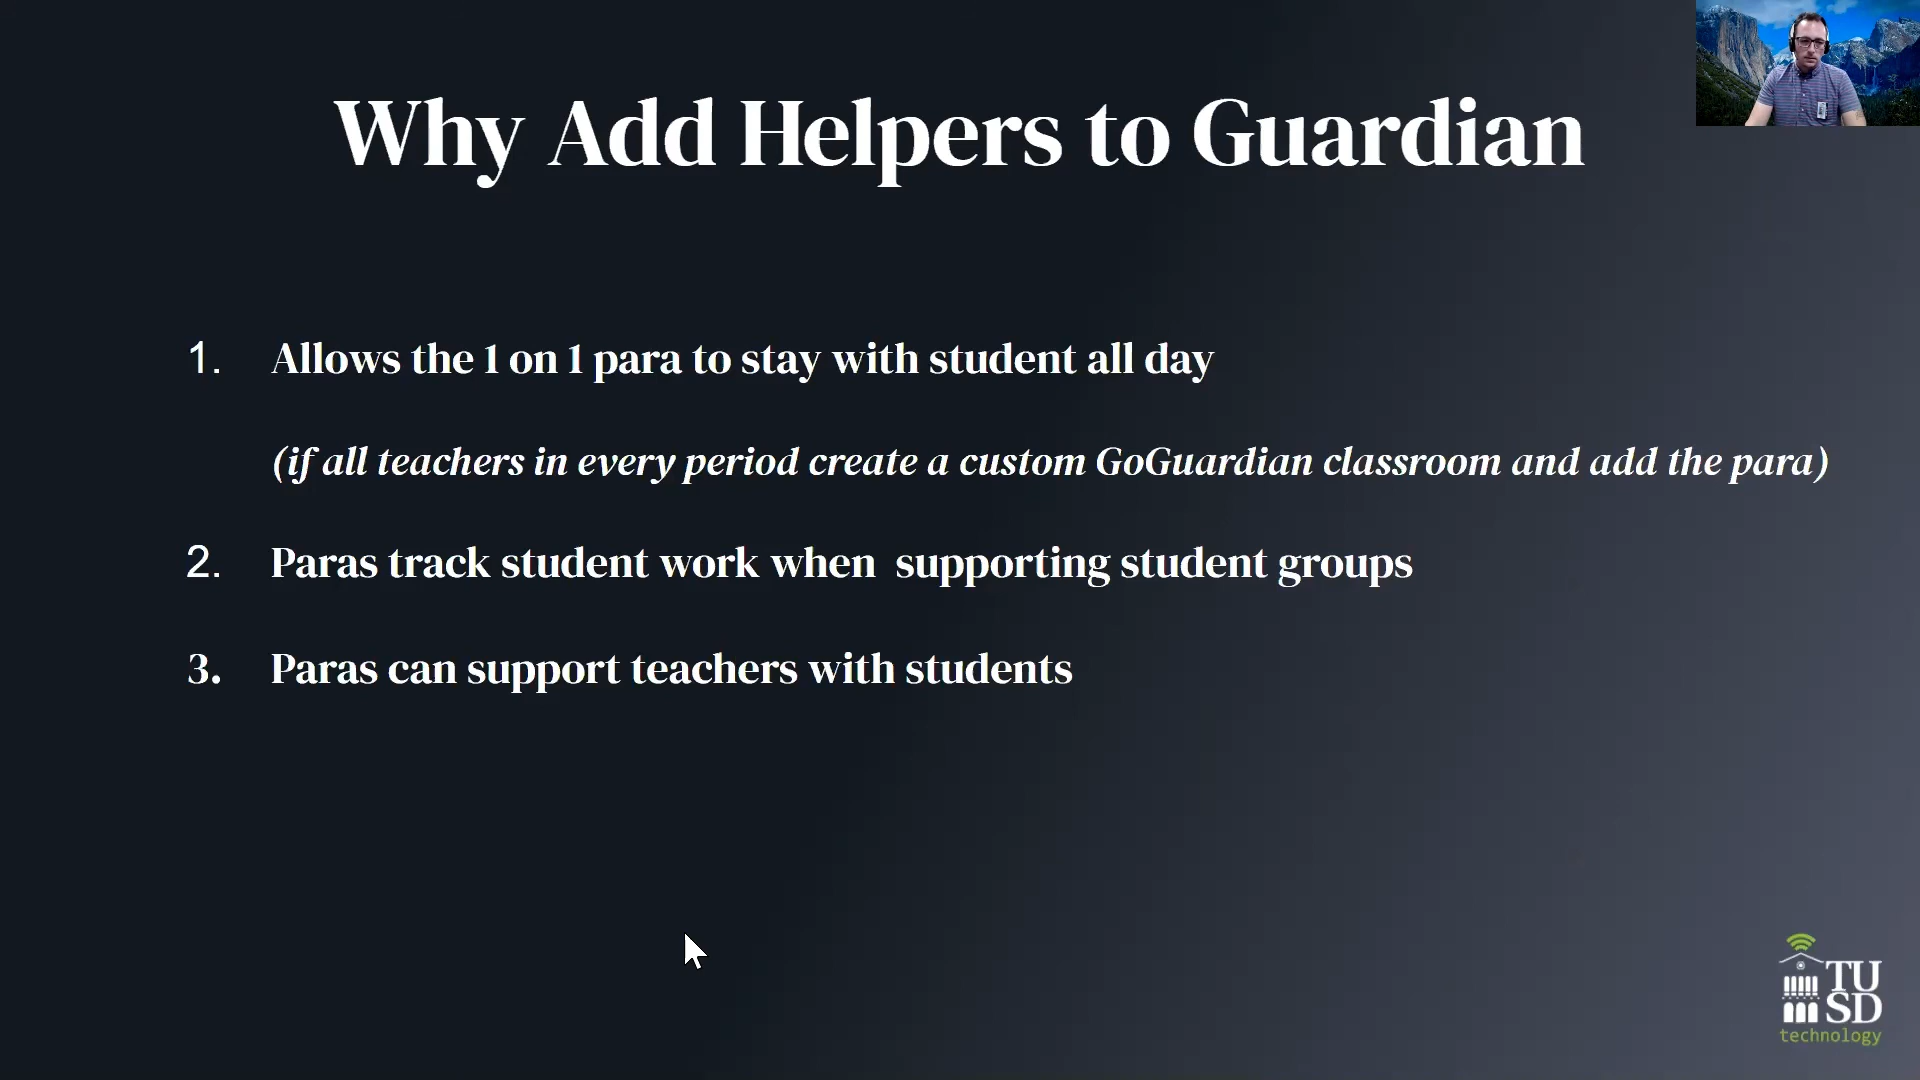 Why Add Helpers to Guardian
1. Allows the 1 on 1 para to stay with student all day
(if all teachers in every period create a custom GoGuardian classroom and add the para)
2. Paras track student work when  supporting student groups
3. Paras can support teachers with students
TU
SD
technology